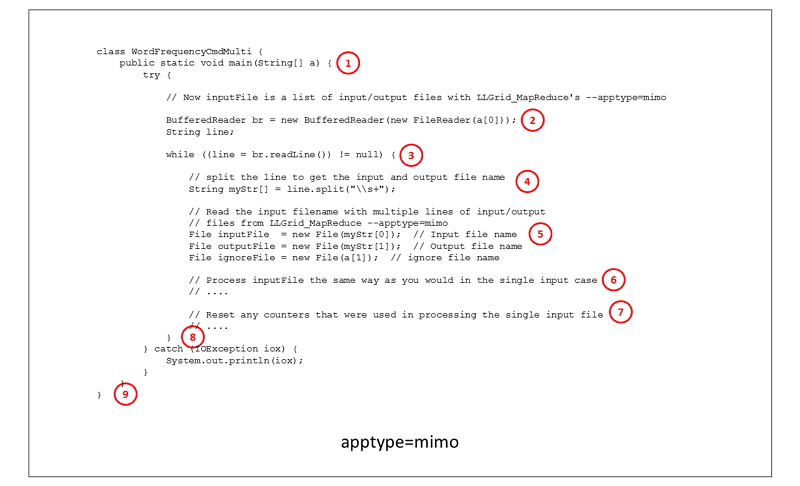 class WordFrequencyCmdMulti {
public static void main(String[] a) { 1
try {
// Now inputFile is a list of input/output files with LLGrid_MapReduce's --apptype=mimo
BufferedReader br = new BufferedReader(new FileReader(a[0])); 2
String line;
while ((line = br.readLine()) != null) { 3
// split the line to get the input and output file name 4
String myStr[] = line.split("\\s+");
// Read the input filename with multiple lines of input/output
// files from LLGrid_MapReduce --apptype=mimo
File inputFile  = new File(myStr[0]);  // Input file name 5
File outputFile = new File(myStr[1]);  // Output file name
File ignoreFile = new File(a[1]);  // ignore file name
// Process inputFile the same way as you would in the single input case 6
// ....
// Reset any counters that were used in processing the single input file 7
// ....
} 8
} catch (IOException iox) {
System.out.println(iox);
}
}
} 9
apptype=mimo